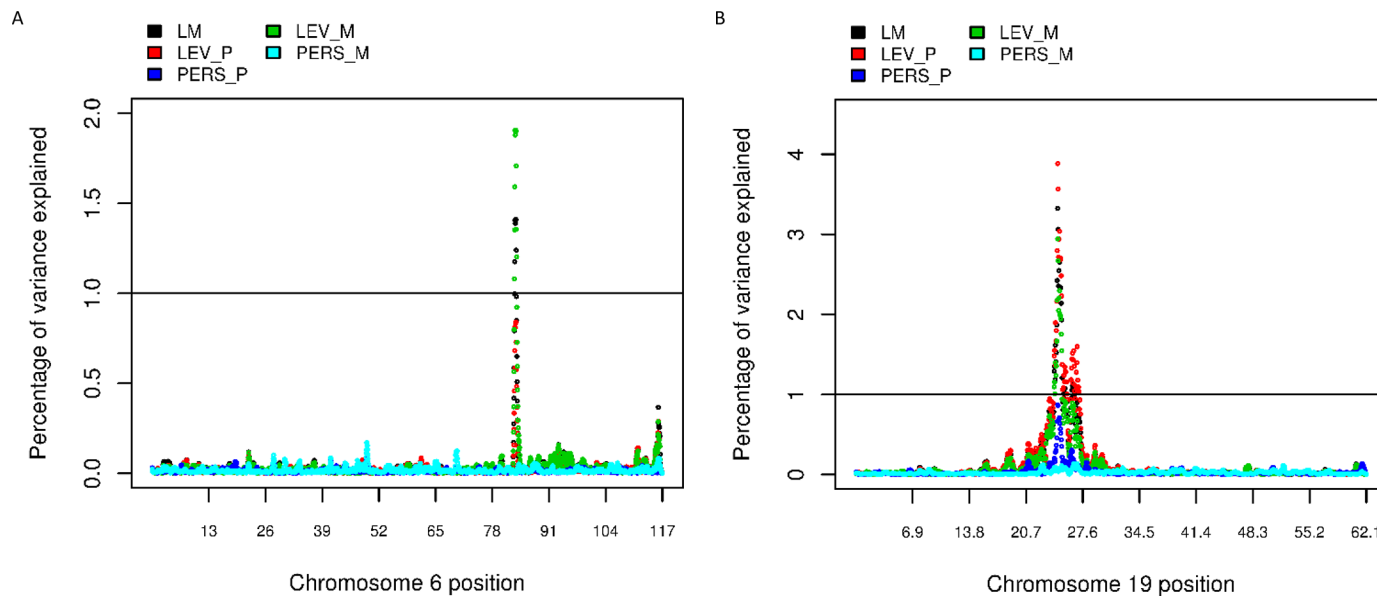 A
LM LEV_M
LEV_P PERS_M
PERS_P
Percentage of variance explained
2.0
1.5
1.0
0.5
0.0
13 26 39 52 65 78 91 104 117
Chromosome 6 position
B
LM LEV_M
LEV_P PERS_M
PERS_P
Percentage of variance explained
4
3
2
1
0
6.9 13.8 20.7 27.6 34.5 41.4 48.3 55.2 62.1
Chromosome 19 position